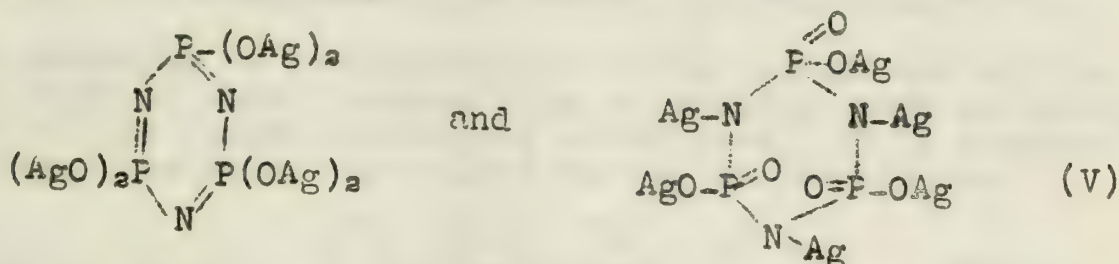 O
P-(OAg)₂ P-OAg
N N and Ag-N N-Ag
(AgO)₂P P(OAg)₂ AgO-P=O O=P-OAg (V)
N N-Ag